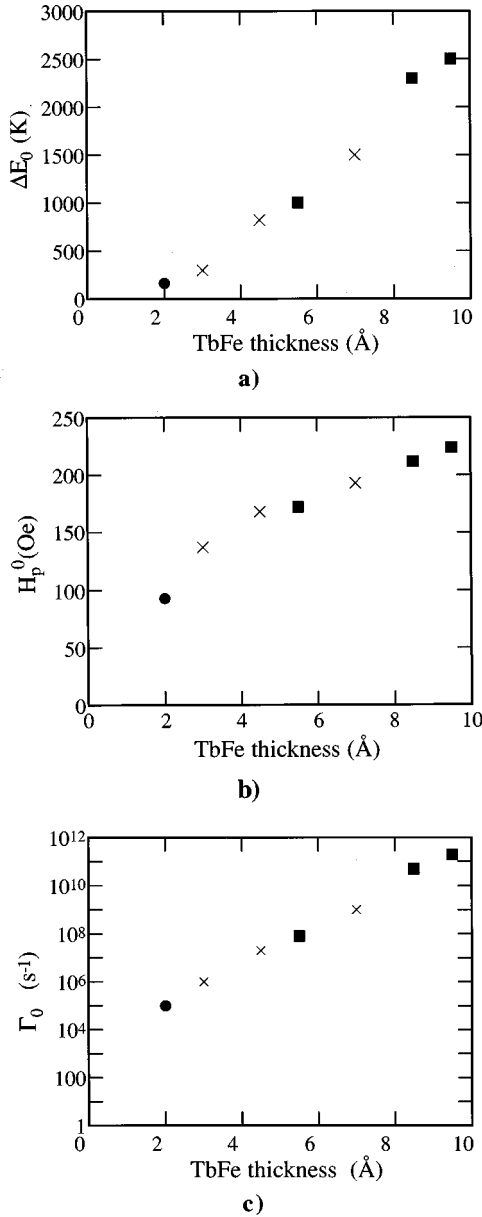 ΔE₀ (K)
3000
2500
2000
1500
1000
500
0
0 2 4 6 8 10
TbFe thickness (Å)
a)
Hₚ⁰(Oe)
250
200
150
100
50
0
0 2 4 6 8 10
TbFe thickness (Å)
b)
Γ₀ (s⁻¹)
10¹²
10¹⁰
10⁸
10⁶
10⁴
100
1
0 2 4 6 8 10
TbFe thickness (Å)
c)